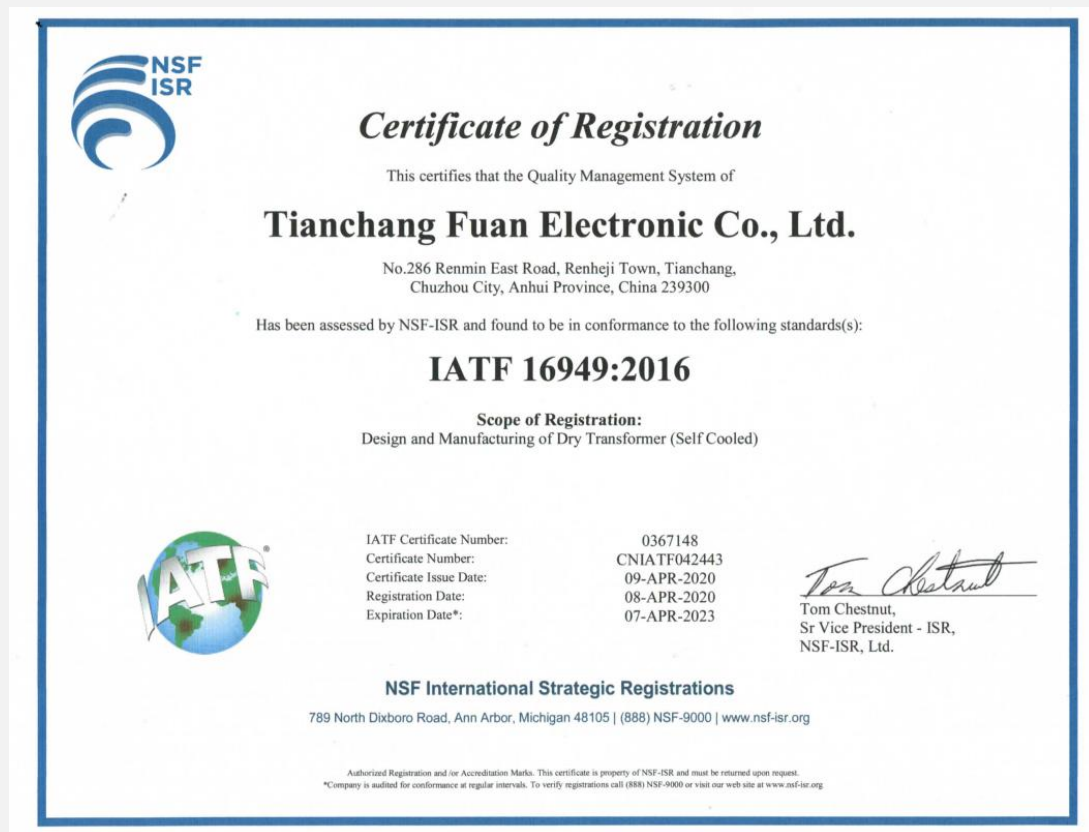 NSF
ISR
Certificate of Registration
This certifies that the Quality Management System of
Tianchang Fuan Electronic Co., Ltd.
No.286 Renmin East Road, Renheji Town, Tianchang,
Chuzhou City, Anhui Province, China 239300
Has been assessed by NSF-ISR and found to be in conformance to the following standards(s):
IATF 16949:2016
Scope of Registration:
Design and Manufacturing of Dry Transformer (Self Cooled)
IATF
IATF Certificate Number: 0367148
Certificate Number: CNIATF042443
Certificate Issue Date: 09-APR-2020
Registration Date: 08-APR-2020
Expiration Date*: 07-APR-2023
Tom Chestnut
Tom Chestnut,
Sr Vice President - ISR,
NSF-ISR, Ltd.
NSF International Strategic Registrations
789 North Dixboro Road, Ann Arbor, Michigan 48105 | (888) NSF-9000 | www.nsf-isr.org
Authorized Registration and /or Accreditation Marks. This certificate is property of NSF-ISR and must be returned upon request.
*Company is audited for conformance at regular intervals. To verify registrations call (888) NSF-9000 or visit our web site at www.nsf-isr.org